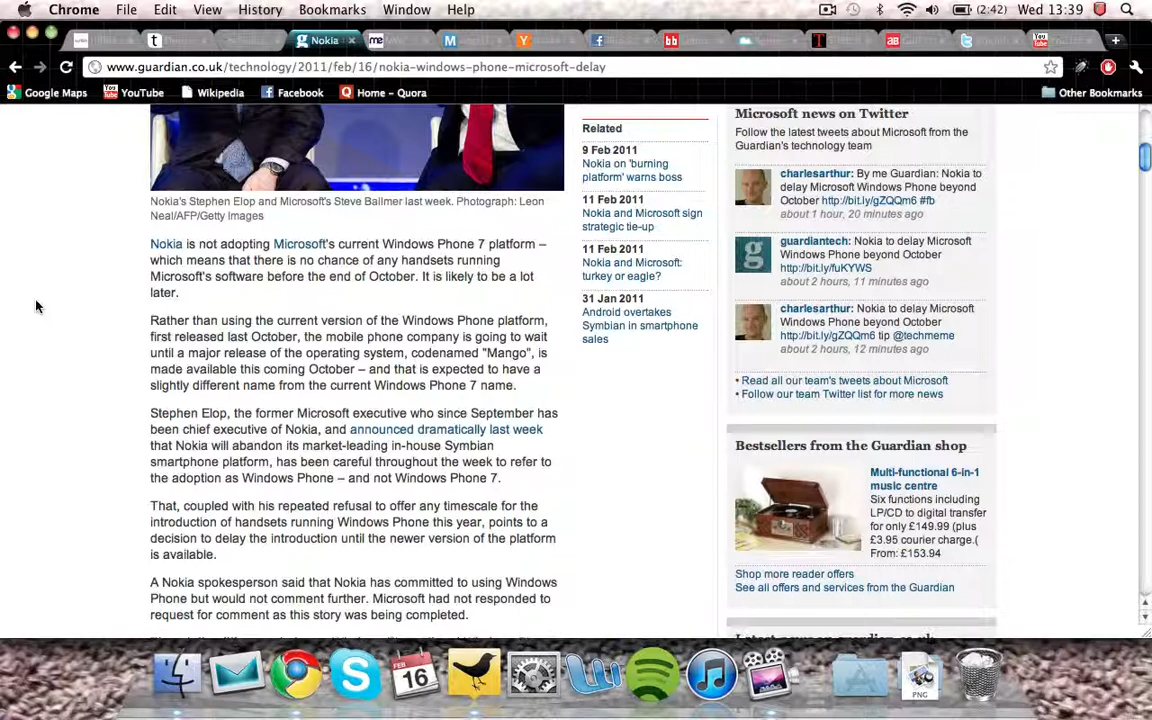 Chrome File Edit View History Bookmarks Window Help (2:42) Wed 13:39
Nokia
www.guardian.co.uk/technology/2011/feb/16/nokia-windows-phone-microsoft-delay
Google Maps YouTube Wikipedia Facebook Home – Quora Other Bookmarks
Nokia's Stephen Elop and Microsoft's Steve Ballmer last week. Photograph: Leon
Neal/AFP/Getty Images
Nokia is not adopting Microsoft's current Windows Phone 7 platform –
which means that there is no chance of any handsets running
Microsoft's software before the end of October. It is likely to be a lot
later.
Rather than using the current version of the Windows Phone platform,
first released last October, the mobile phone company is going to wait
until a major release of the operating system, codenamed "Mango", is
made available this coming October – and that is expected to have a
slightly different name from the current Windows Phone 7 name.
Stephen Elop, the former Microsoft executive who since September has
been chief executive of Nokia, and announced dramatically last week
that Nokia will abandon its market-leading in-house Symbian
smartphone platform, has been careful throughout the week to refer to
the adoption as Windows Phone – and not Windows Phone 7.
That, coupled with his repeated refusal to offer any timescale for the
introduction of handsets running Windows Phone this year, points to a
decision to delay the introduction until the newer version of the platform
is available.
A Nokia spokesperson said that Nokia has committed to using Windows
Phone but would not comment further. Microsoft had not responded to
request for comment as this story was being completed.
Related
9 Feb 2011
Nokia on 'burning
platform' warns boss
11 Feb 2011
Nokia and Microsoft sign
strategic tie-up
11 Feb 2011
Nokia and Microsoft:
turkey or eagle?
31 Jan 2011
Android overtakes
Symbian in smartphone
sales
Microsoft news on Twitter
Follow the latest tweets about Microsoft from the
Guardian's technology team
charlesarthur: By me Guardian: Nokia to
delay Microsoft Windows Phone beyond
October http://bit.ly/gZQQm6 #fb
about 1 hour, 20 minutes ago
guardiantech: Nokia to delay Microsoft
Windows Phone beyond October
http://bit.ly/fuKYWS
about 2 hours, 11 minutes ago
charlesarthur: Nokia to delay Microsoft
Windows Phone beyond October
http://bit.ly/gZQQm6 tip @techmeme
about 2 hours, 12 minutes ago
• Read all our team's tweets about Microsoft
• Follow our team Twitter list for more news
Bestsellers from the Guardian shop
Multi-functional 6-in-1
music centre
Six functions including
LP/CD to digital transfer
for only £149.99 (plus
£3.95 courier charge.(
From: £153.94
Shop more reader offers
See all offers and services from the Guardian
FEB
16
PNG